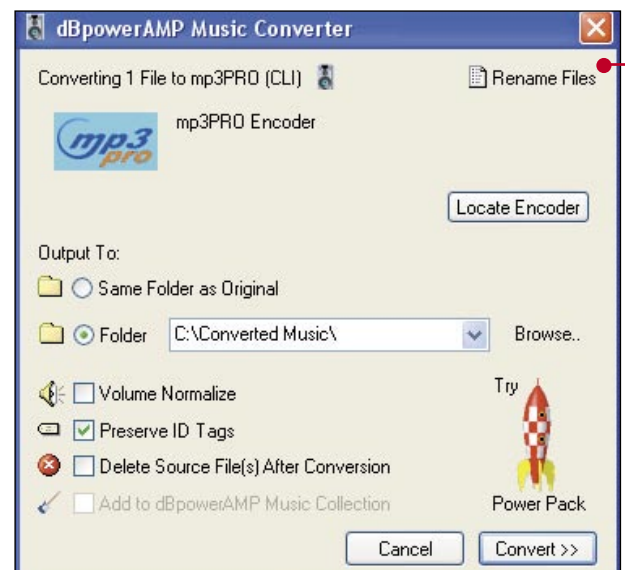 dBpowerAMP Music Converter
Converting 1 File to mp3PRO (CLI)
Rename Files
mp3 pro
mp3PRO Encoder
Locate Encoder
Output To:
Same Folder as Original
Folder
C:\Converted Music\
Browse..
Volume Normalize
Preserve ID Tags
Delete Source File(s) After Conversion
Add to dBpowerAMP Music Collection
Try
Power Pack
Cancel
Convert >>